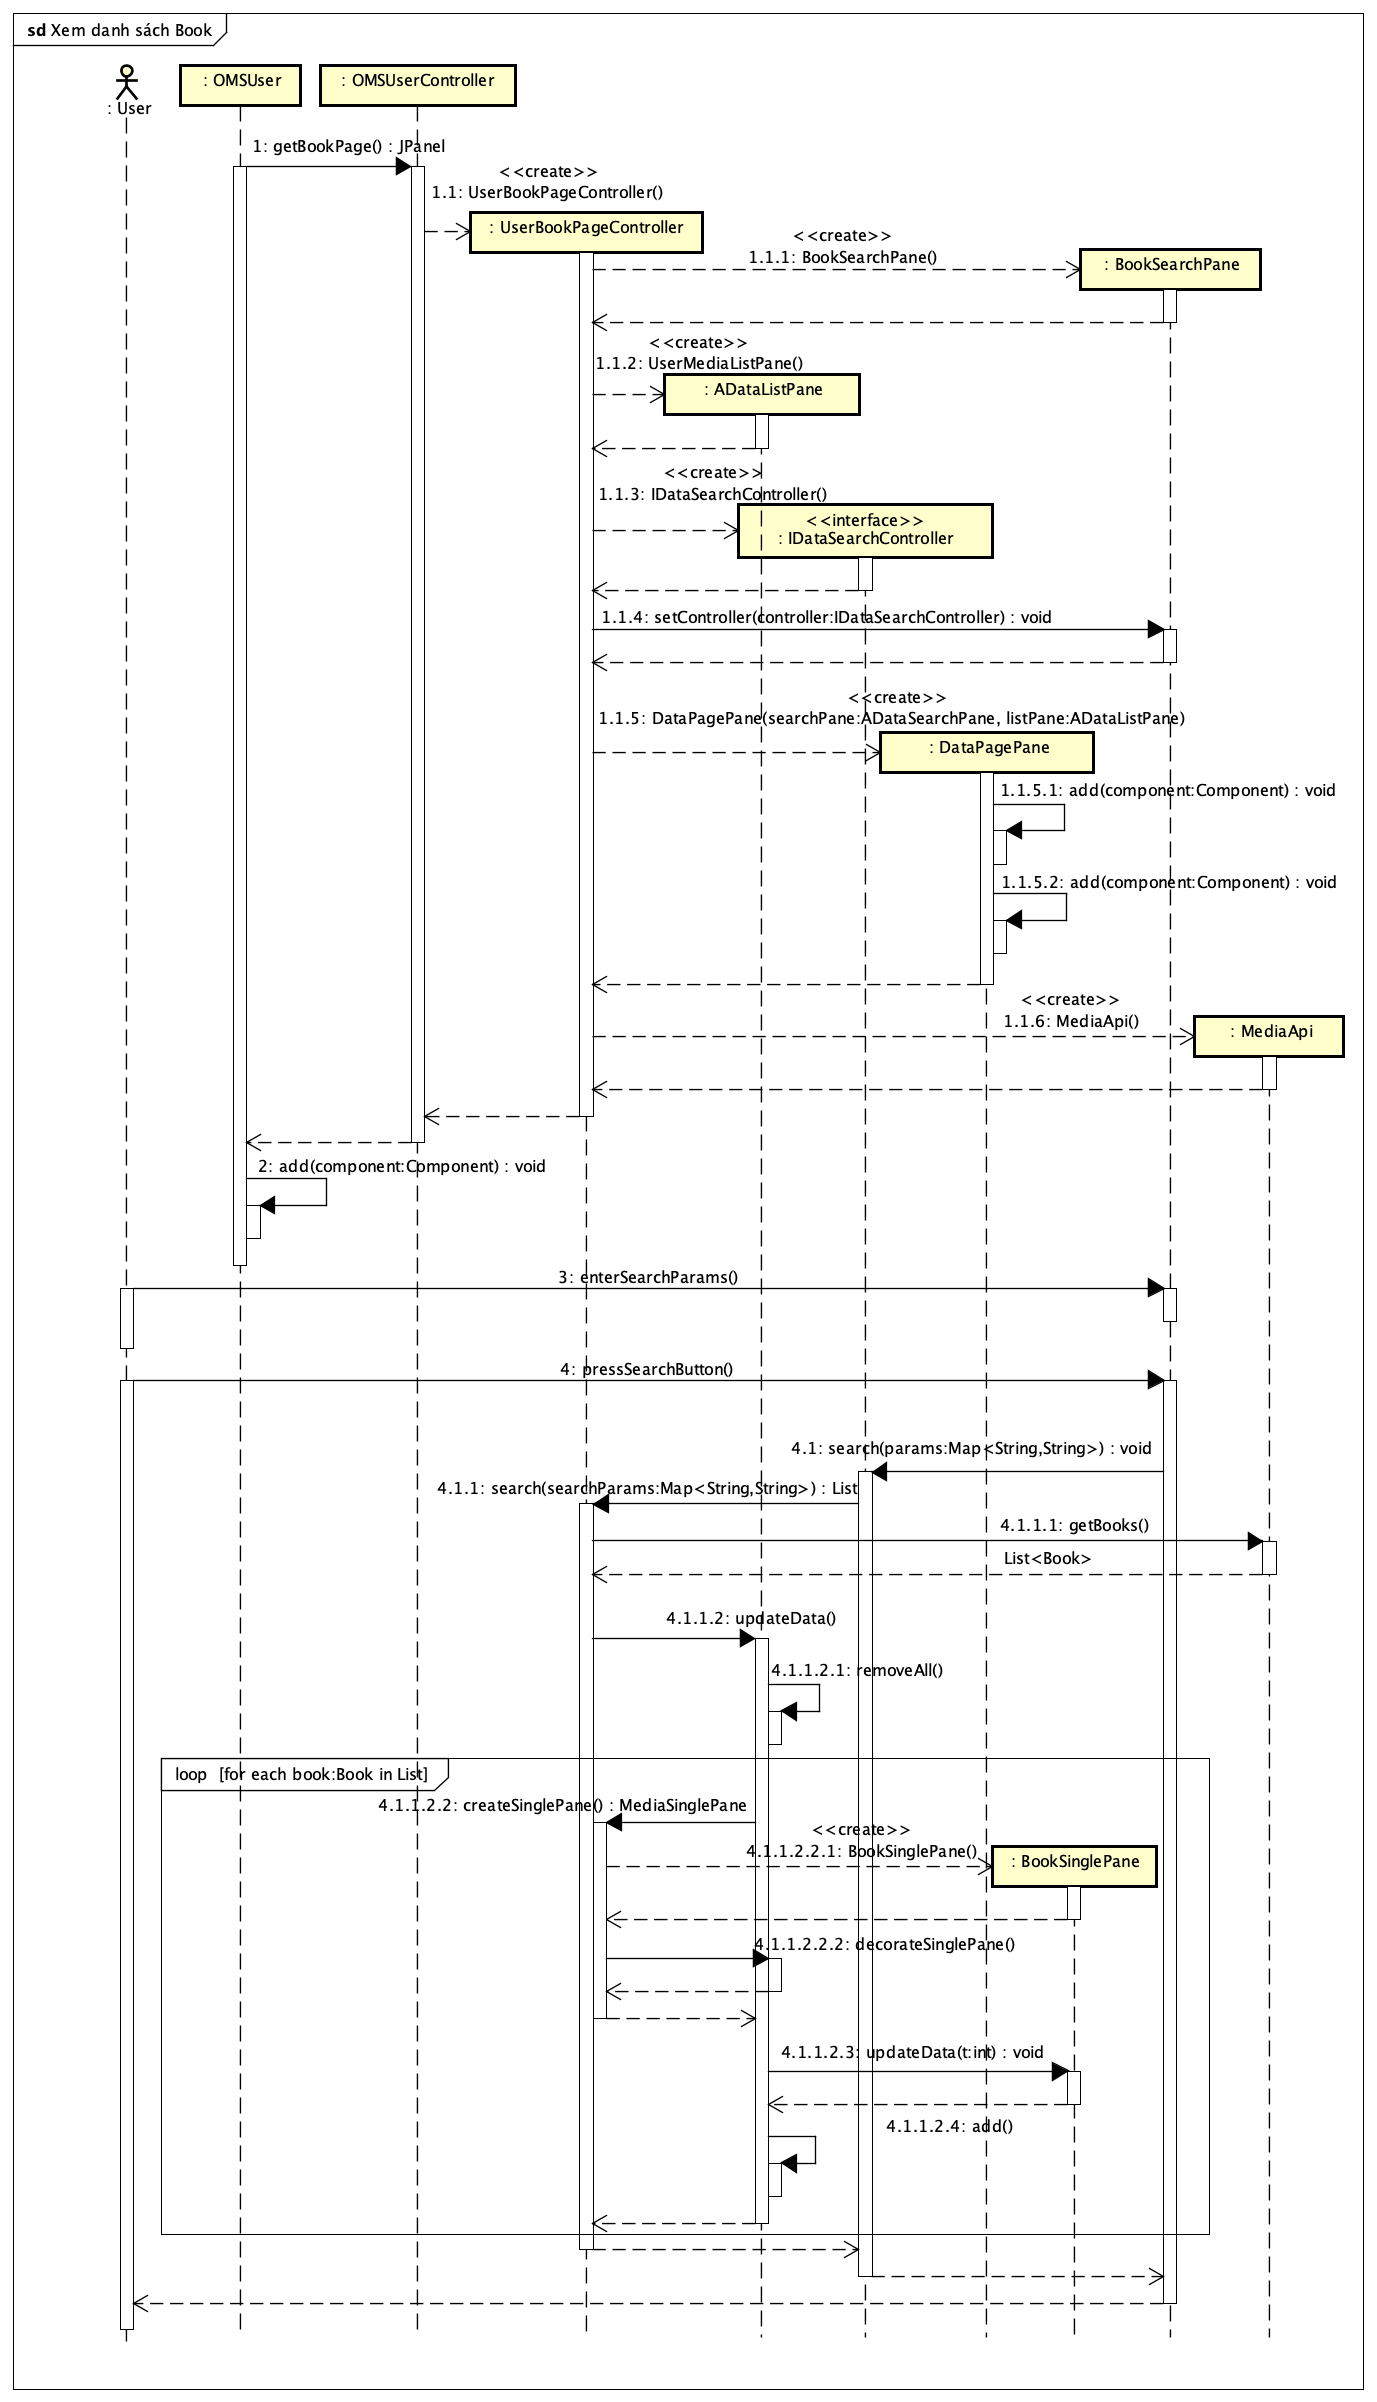 sd Xem danh sách Book
: User
: OMSUser
: OMSUserController
1: getBookPage() : JPanel
<<create>>
1.1: UserBookPageController()
: UserBookPageController
<<create>>
1.1.1: BookSearchPane()
: BookSearchPane
<<create>>
1.1.2: UserMediaListPane()
: ADataListPane
<<create>>
1.1.3: IDataSearchController()
<<interface>>
: IDataSearchController
1.1.4: setController(controller:IDataSearchController) : void
<<create>>
1.1.5: DataPagePane(searchPane:ADataSearchPane, listPane:ADataListPane)
: DataPagePane
1.1.5.1: add(component:Component) : void
1.1.5.2: add(component:Component) : void
<<create>>
1.1.6: MediaApi()
: MediaApi
2: add(component:Component) : void
3: enterSearchParams()
4: pressSearchButton()
4.1: search(params:Map<String,String>) : void
4.1.1: search(searchParams:Map<String,String>) : List
4.1.1.1: getBooks()
List<Book>
4.1.1.2: updateData()
4.1.1.2.1: removeAll()
loop [for each book:Book in List]
4.1.1.2.2: createSinglePane() : MediaSinglePane
<<create>>
4.1.1.2.2.1: BookSinglePane()
: BookSinglePane
4.1.1.2.2.2: decorateSinglePane()
4.1.1.2.3: updateData(t:int) : void
4.1.1.2.4: add()